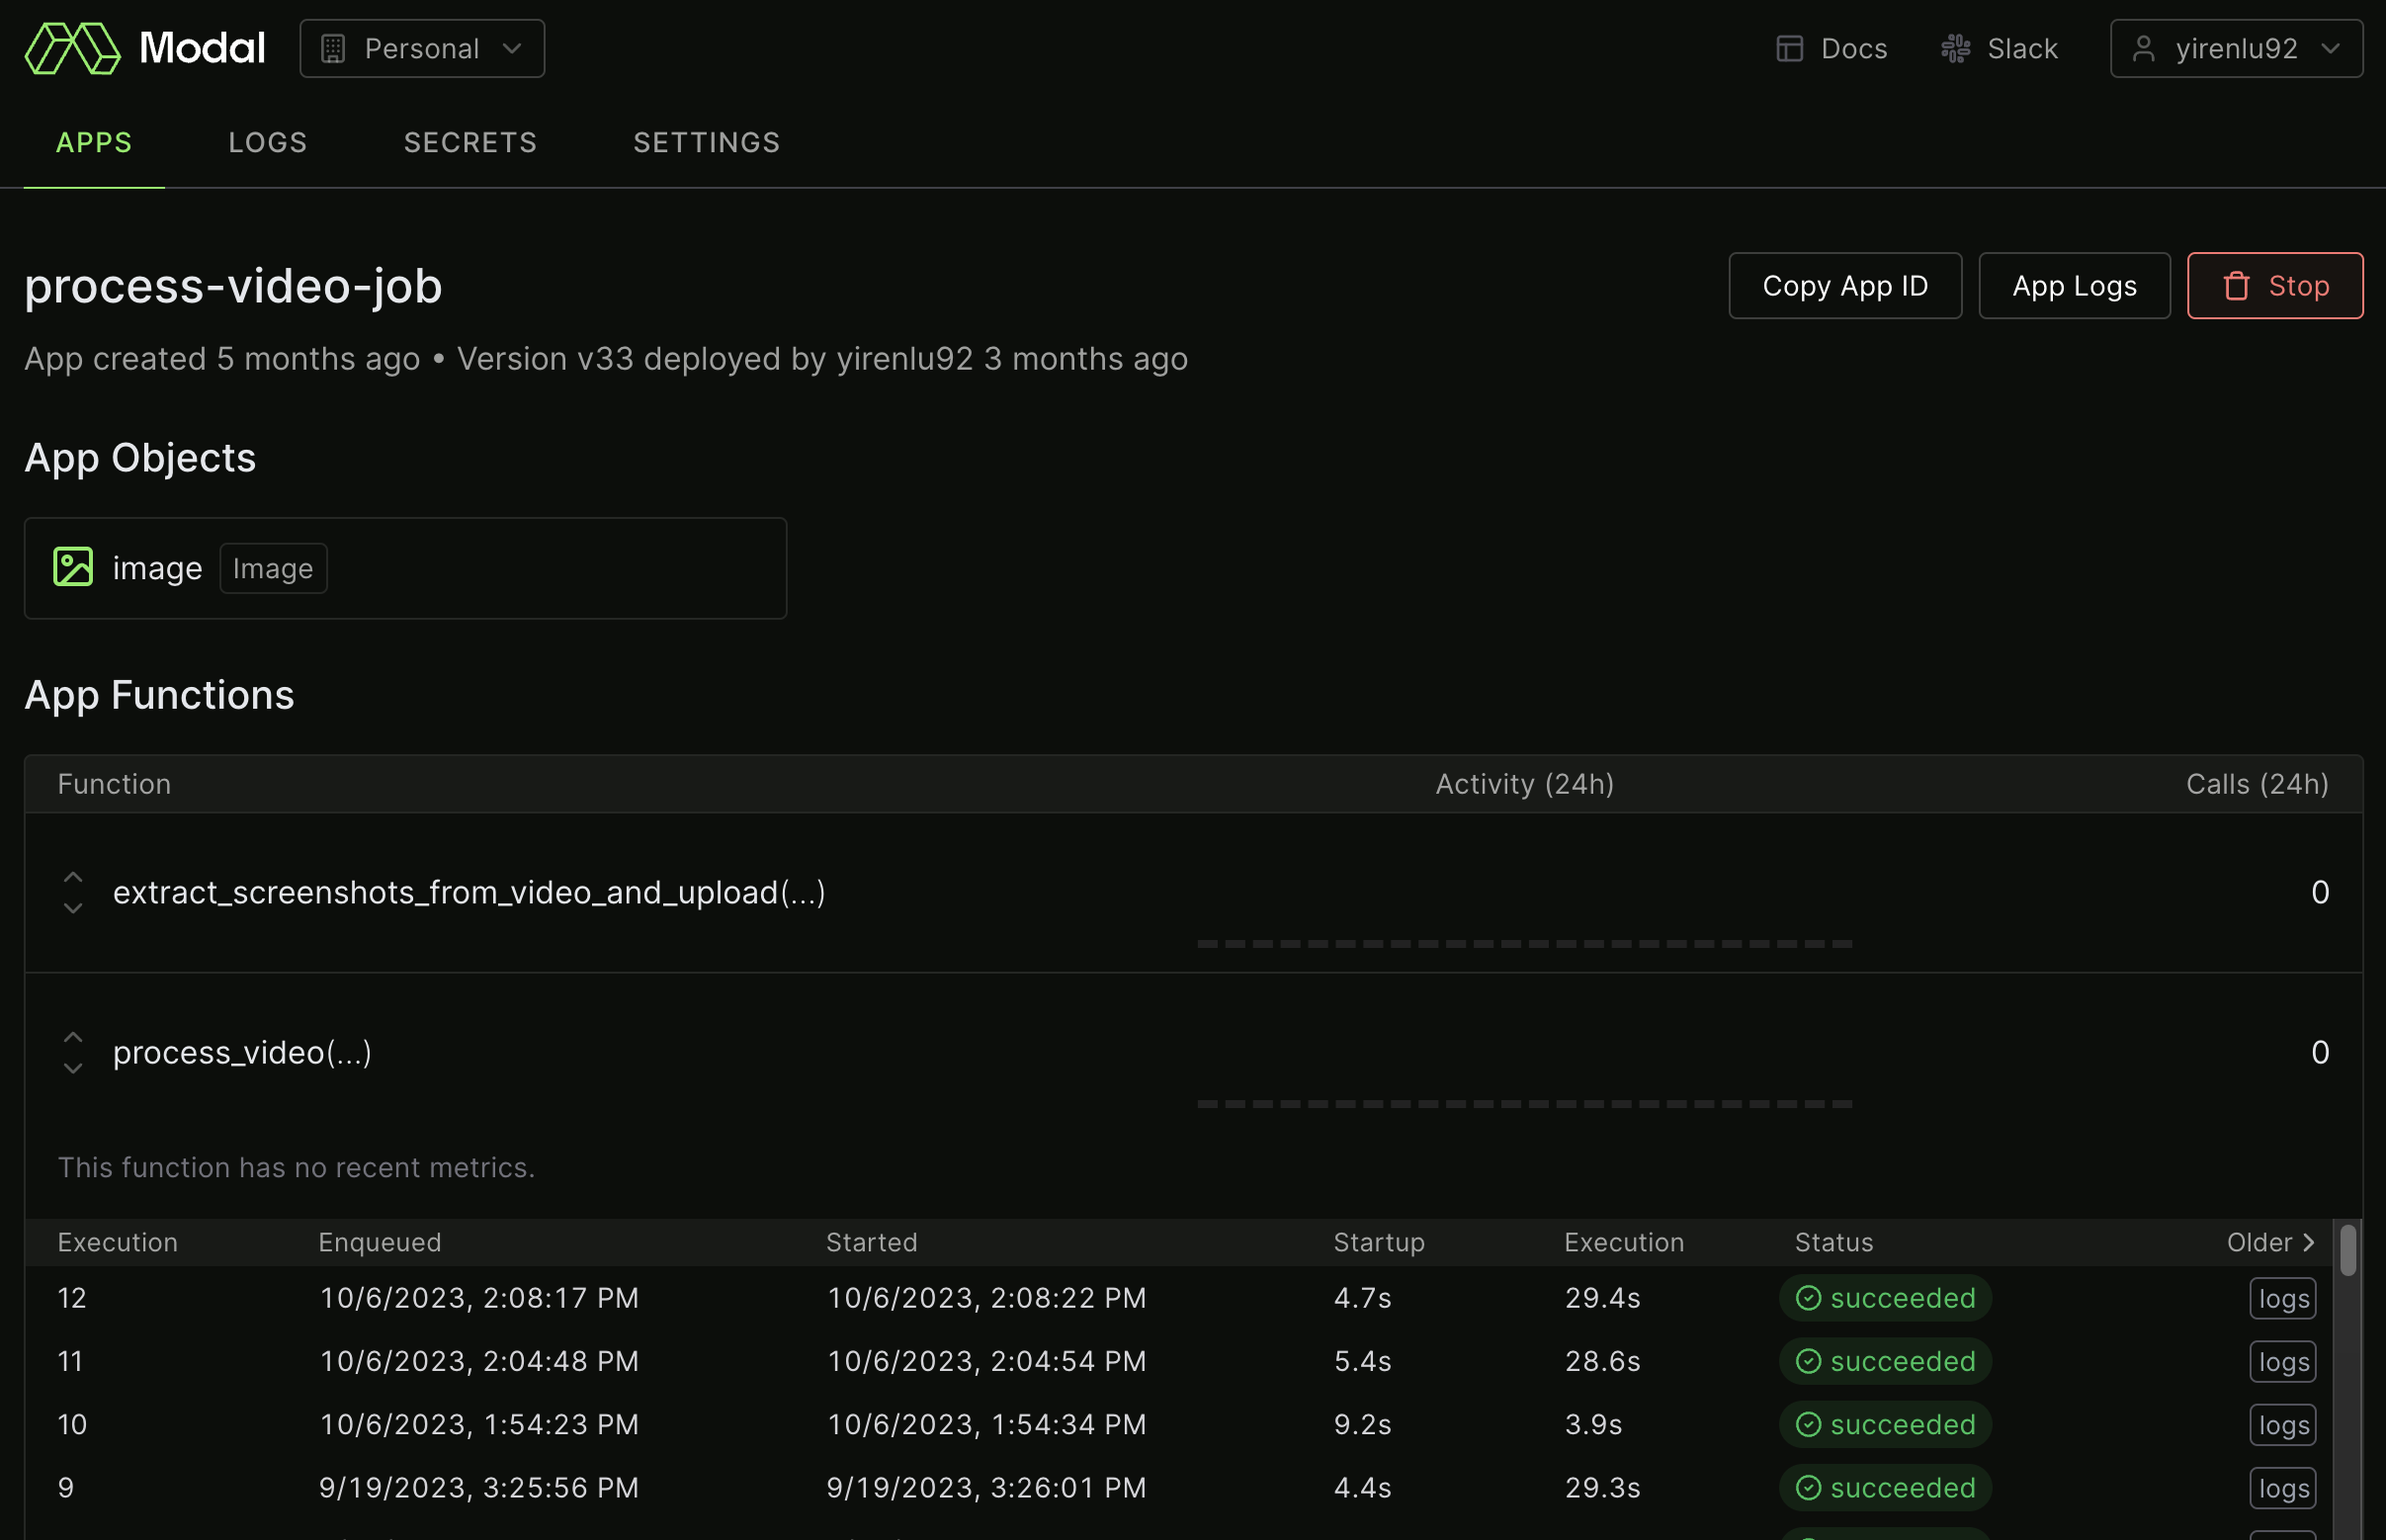 Modal Personal Docs Slack yirenlu92
APPS LOGS SECRETS SETTINGS
process-video-job Copy App ID App Logs Stop
App created 5 months ago • Version v33 deployed by yirenlu92 3 months ago
App Objects
image Image
App Functions
Function Activity (24h) Calls (24h)
extract_screenshots_from_video_and_upload(...) 0
process_video(...) 0
This function has no recent metrics.
Execution Enqueued Started Startup Execution Status Older
12 10/6/2023, 2:08:17 PM 10/6/2023, 2:08:22 PM 4.7s 29.4s succeeded logs
11 10/6/2023, 2:04:48 PM 10/6/2023, 2:04:54 PM 5.4s 28.6s succeeded logs
10 10/6/2023, 1:54:23 PM 10/6/2023, 1:54:34 PM 9.2s 3.9s succeeded logs
9 9/19/2023, 3:25:56 PM 9/19/2023, 3:26:01 PM 4.4s 29.3s succeeded logs